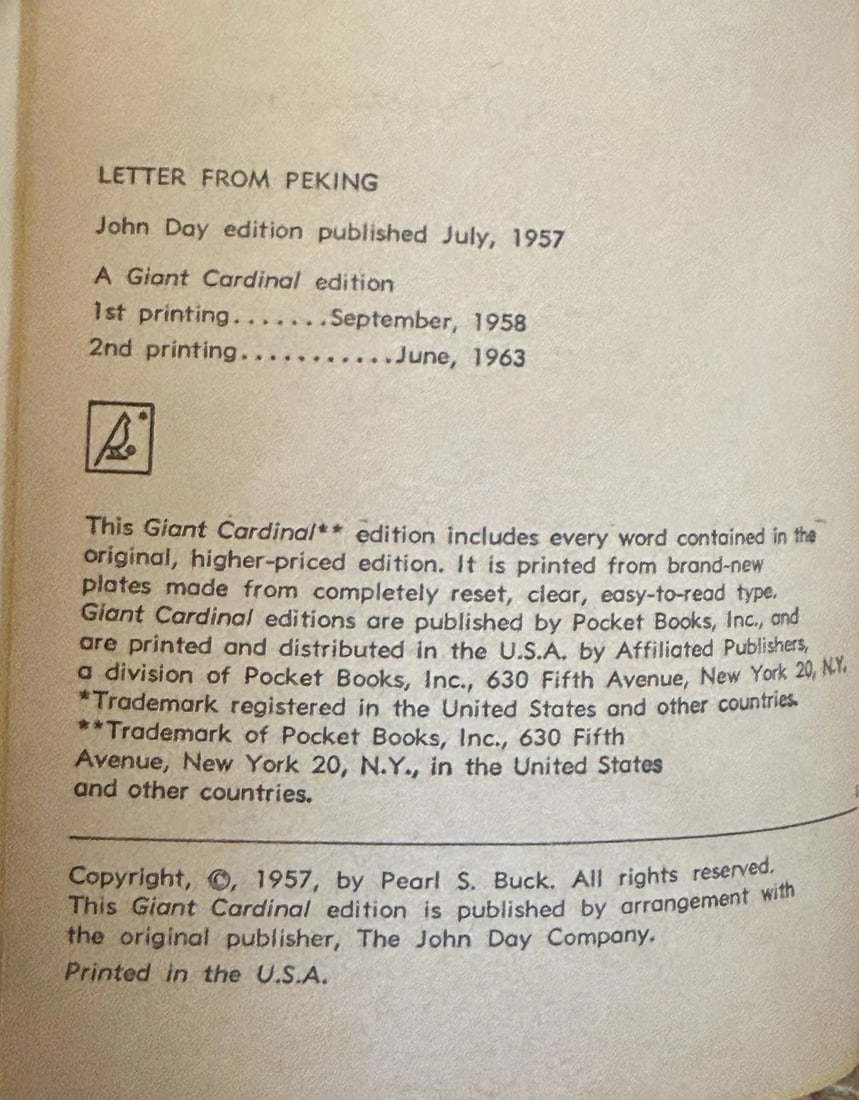 LETTER FROM PEKING
John Day edition published July, 1957
A Giant Cardinal edition
1st printing.......September, 1958
2nd printing...........June, 1963
This Giant Cardinal** edition includes every word contained in the
original, higher-priced edition. It is printed from brand-new
plates made from completely reset, clear, easy-to-read type.
Giant Cardinal editions are published by Pocket Books, Inc., and
are printed and distributed in the U.S.A. by Affiliated Publishers,
a division of Pocket Books, Inc., 630 Fifth Avenue, New York 20, N.Y.
*Trademark registered in the United States and other countries.
**Trademark of Pocket Books, Inc., 630 Fifth
Avenue, New York 20, N.Y., in the United States
and other countries.
Copyright, ©, 1957, by Pearl S. Buck. All rights reserved.
This Giant Cardinal edition is published by arrangement with
the original publisher, The John Day Company.
Printed in the U.S.A.